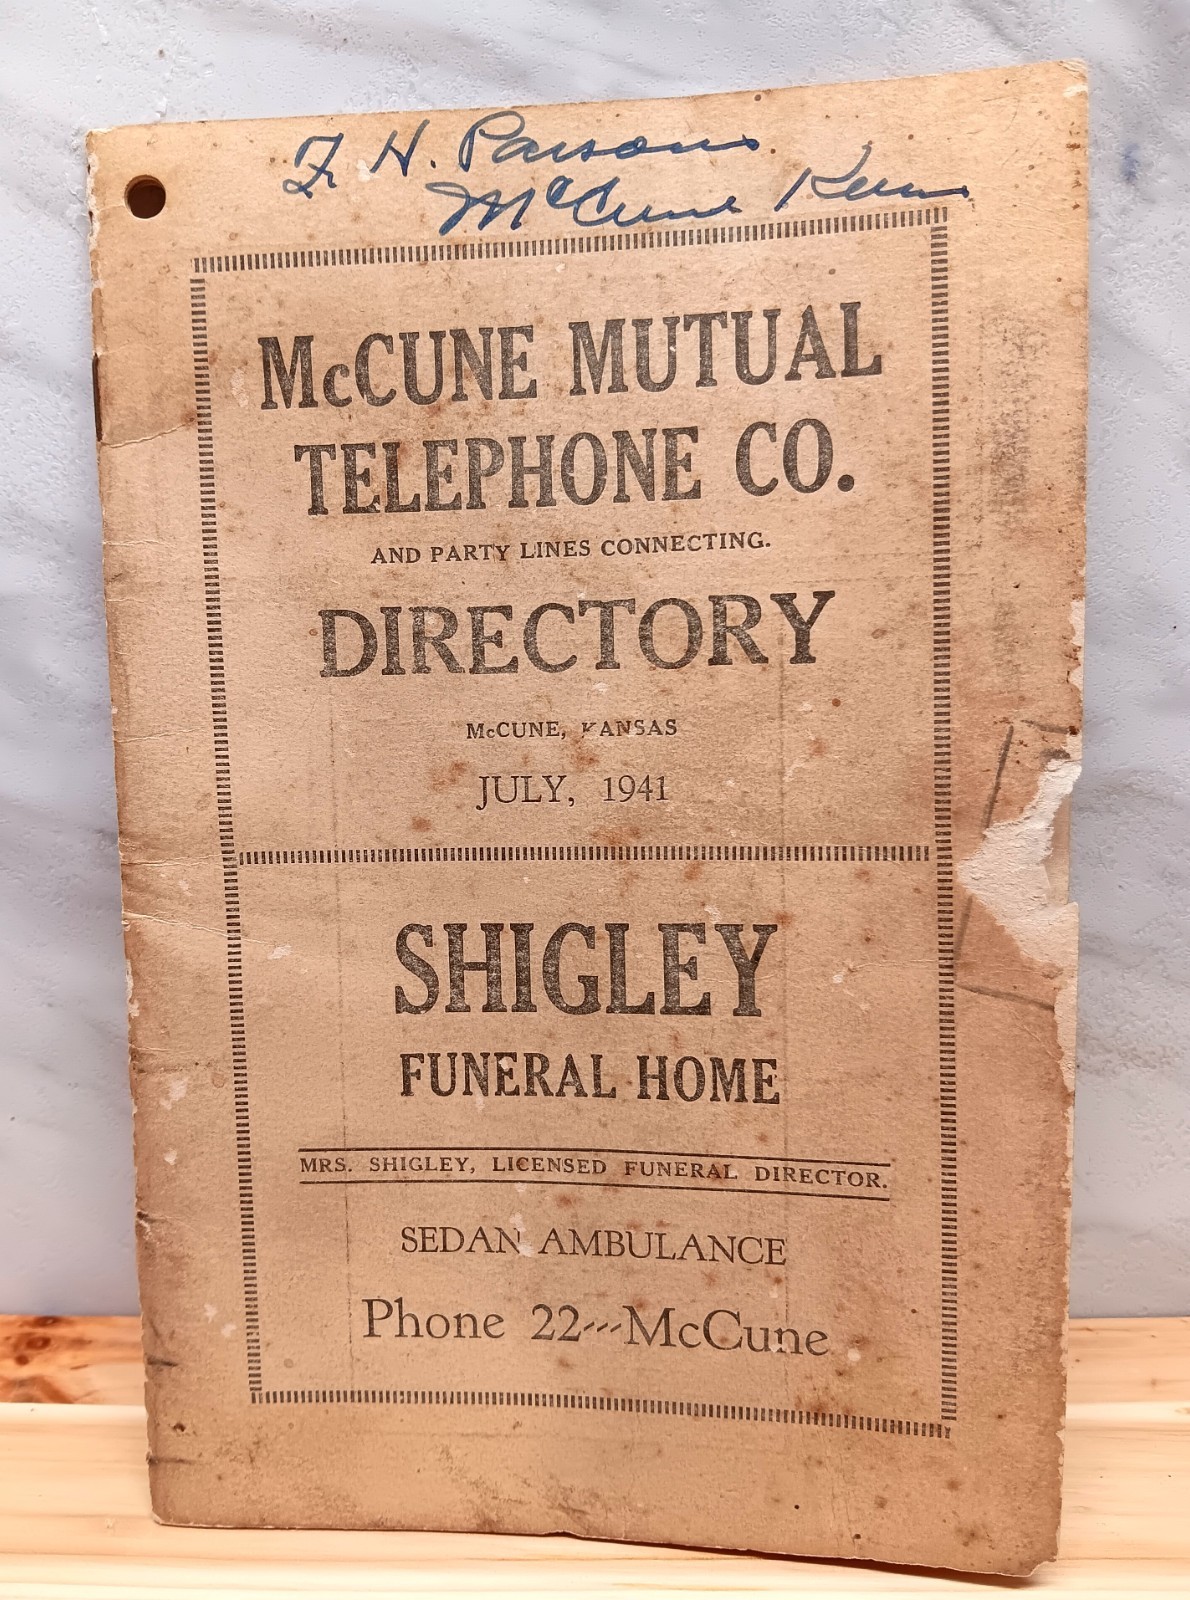 F. H. Parsons
McCune Kans
McCUNE MUTUAL
TELEPHONE CO.
AND PARTY LINES CONNECTING.
DIRECTORY
McCUNE, KANSAS
JULY, 1941
SHIGLEY
FUNERAL HOME
MRS. SHIGLEY, LICENSED FUNERAL DIRECTOR.
SEDAN AMBULANCE
Phone 22---McCune